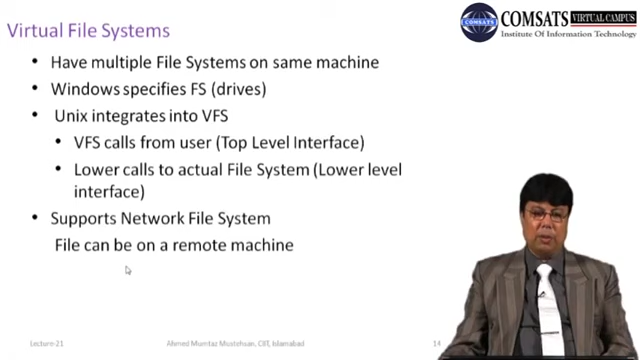 Virtual File Systems
COMSATS VIRTUAL CAMPUS
Institute Of Information Technology
• Have multiple File Systems on same machine
• Windows specifies FS (drives)
• Unix integrates into VFS
• VFS calls from user (Top Level Interface)
• Lower calls to actual File System (Lower level
interface)
• Supports Network File System
File can be on a remote machine
Lecture-21 Ahmed Mumtaz Mustehsan, CIIT, Islamabad 14